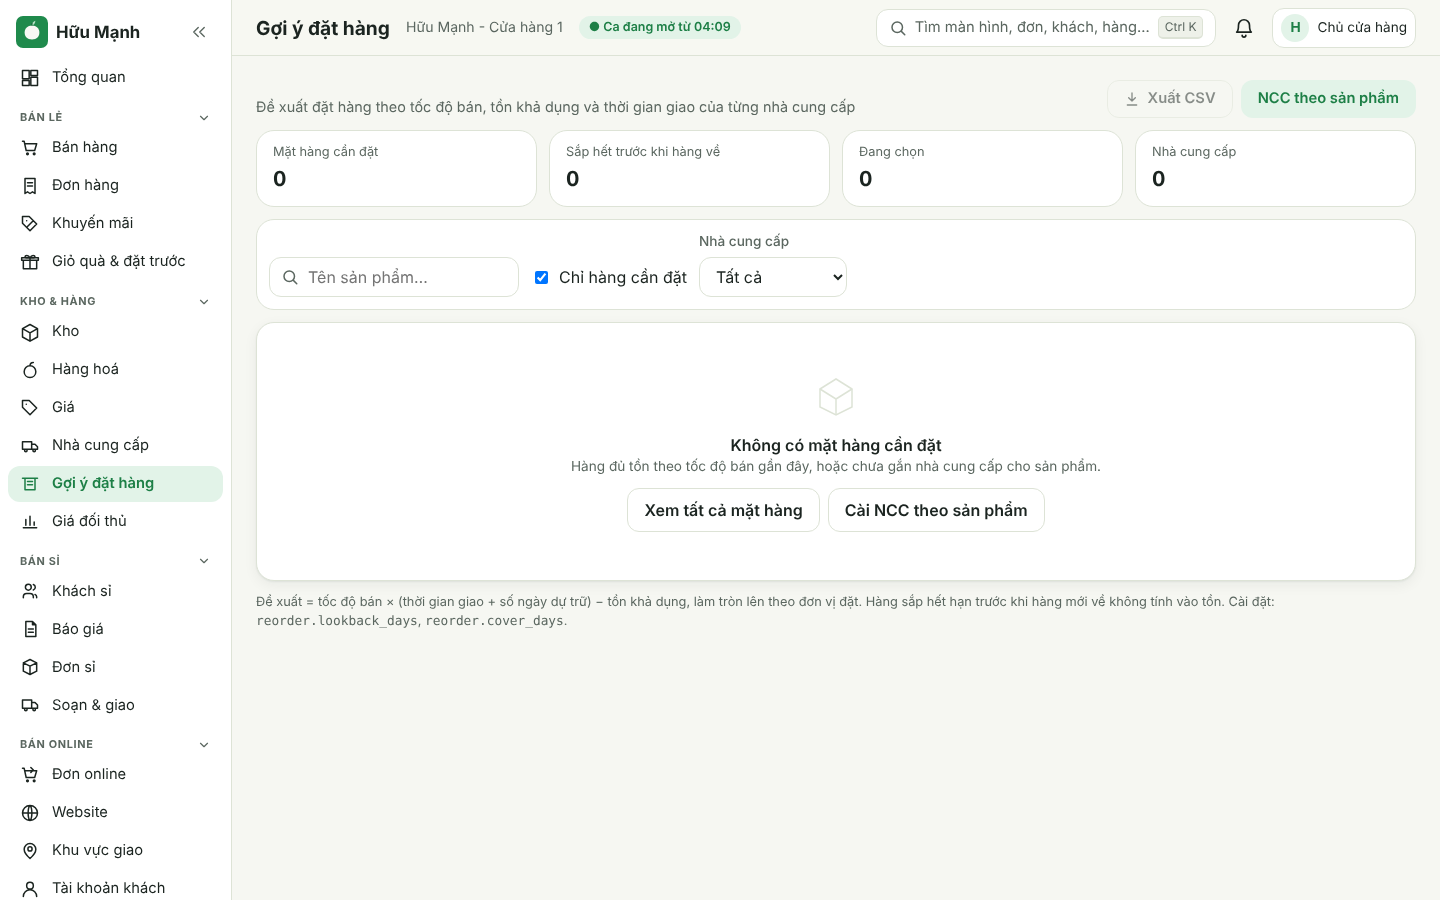 Hữu Mạnh
Tổng quan
BÁN LẺ
Bán hàng
Đơn hàng
Khuyến mãi
Giỏ quà & đặt trước
KHO & HÀNG
Kho
Hàng hoá
Giá
Nhà cung cấp
Gợi ý đặt hàng
Giá đối thủ
BÁN SỈ
Khách sỉ
Báo giá
Đơn sỉ
Soạn & giao
BÁN ONLINE
Đơn online
Website
Khu vực giao
Tài khoản khách
Gợi ý đặt hàng Hữu Mạnh - Cửa hàng 1 Ca đang mở từ 04:09 Tìm màn hình, đơn, khách, hàng... Ctrl K H Chủ cửa hàng
Đề xuất đặt hàng theo tốc độ bán, tồn khả dụng và thời gian giao của từng nhà cung cấp Xuất CSV NCC theo sản phẩm
Mặt hàng cần đặt Sắp hết trước khi hàng về Đang chọn Nhà cung cấp
0 0 0 0
Nhà cung cấp
Tên sản phẩm... Chỉ hàng cần đặt Tất cả
Không có mặt hàng cần đặt
Hàng đủ tồn theo tốc độ bán gần đây, hoặc chưa gắn nhà cung cấp cho sản phẩm.
Xem tất cả mặt hàng Cài NCC theo sản phẩm
Đề xuất = tốc độ bán × (thời gian giao + số ngày dự trữ) − tồn khả dụng, làm tròn lên theo đơn vị đặt. Hàng sắp hết hạn trước khi hàng mới về không tính vào tồn. Cài đặt:
reorder.lookback_days, reorder.cover_days.